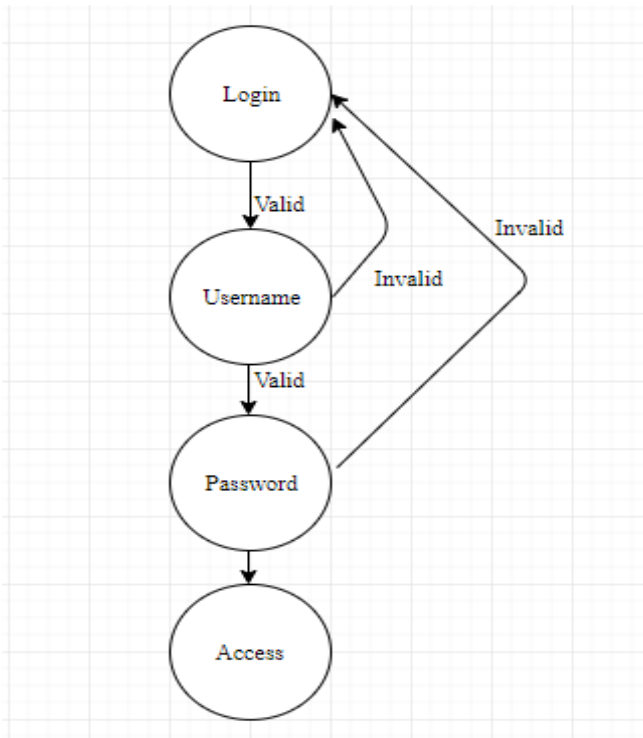 Login
Valid
Invalid
Username
Invalid
Valid
Password
Access